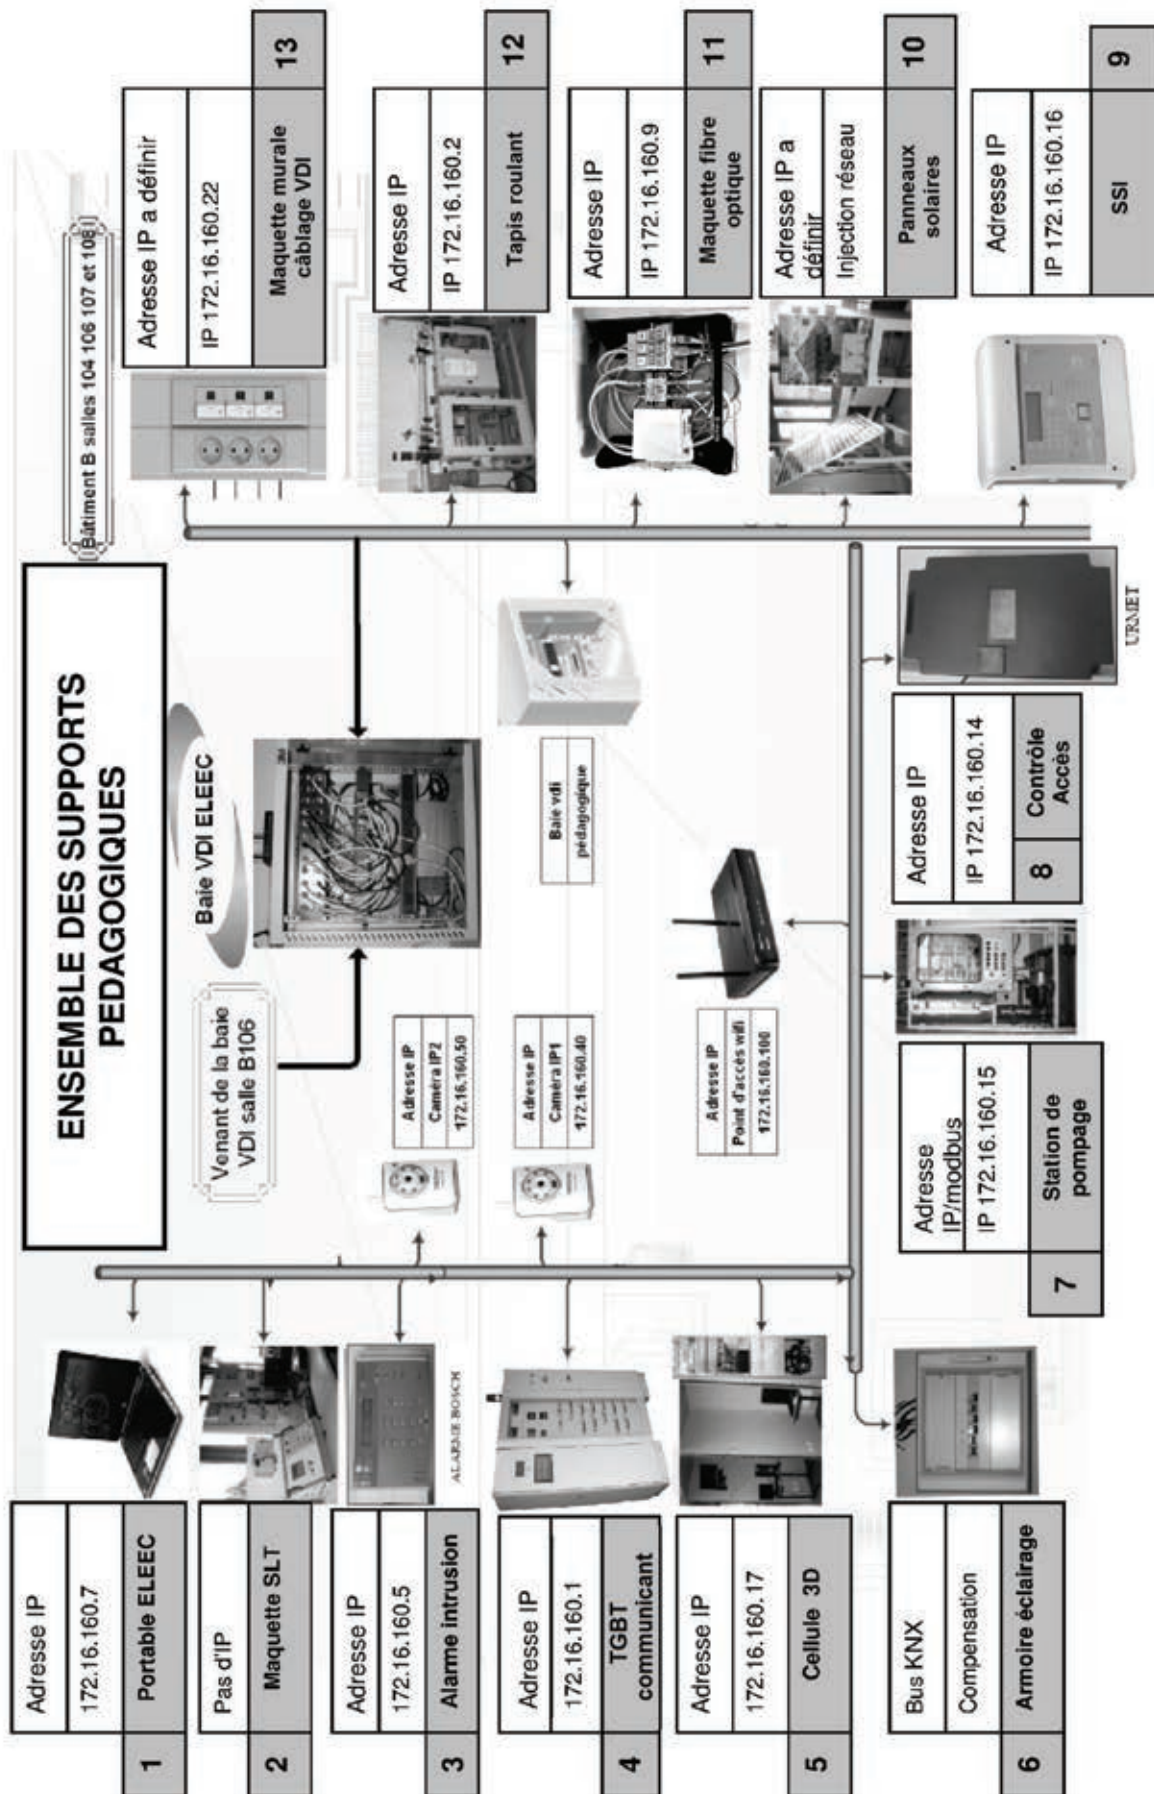 ENSEMBLE DES SUPPORTS
PEDAGOGIQUES
Bâtiment B salles 104 106 107 et 108
Baie VDI ELEEC
Venant de la baie
VDI salle B106
Adresse IP
172.16.160.7
1
Portable ELEEC
Pas d'IP
2
Maquette SLT
Adresse IP
172.16.160.5
3
Alarme intrusion
ALARME BOSCH
Adresse IP
172.16.160.1
4
TGBT
communicant
Adresse IP
172.16.160.17
5
Cellule 3D
Bus KNX
Compensation
6
Armoire éclairage
Adresse IP
Caméra IP2
172.16.160.50
Adresse IP
Caméra IP1
172.16.160.40
Adresse IP
Point d'accès wifi
172.16.160.100
Baie vdi
pédagogique
Adresse
IP/modbus
IP 172.16.160.15
7
Station de
pompage
Adresse IP
IP 172.16.160.14
8
Contrôle
Accès
URMET
Adresse IP a définir
IP 172.16.160.22
Maquette murale
câblage VDI
13
Adresse IP
IP 172.16.160.2
Tapis roulant
12
Adresse IP
IP 172.16.160.9
Maquette fibre
optique
11
Adresse IP a
définir
Injection réseau
Panneaux
solaires
10
Adresse IP
IP 172.16.160.16
SSI
9